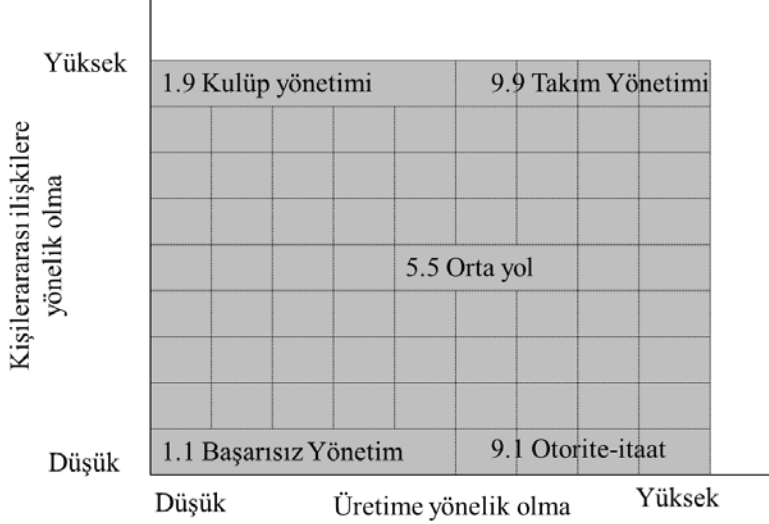 Yüksek
1.9 Kulüp yönetimi
9.9 Takım Yönetimi
Kişilerararası ilişkilere
yönelik olma
5.5 Orta yol
1.1 Başarısız Yönetim
9.1 Otorite-itaat
Düşük
Düşük
Üretime yönelik olma
Yüksek